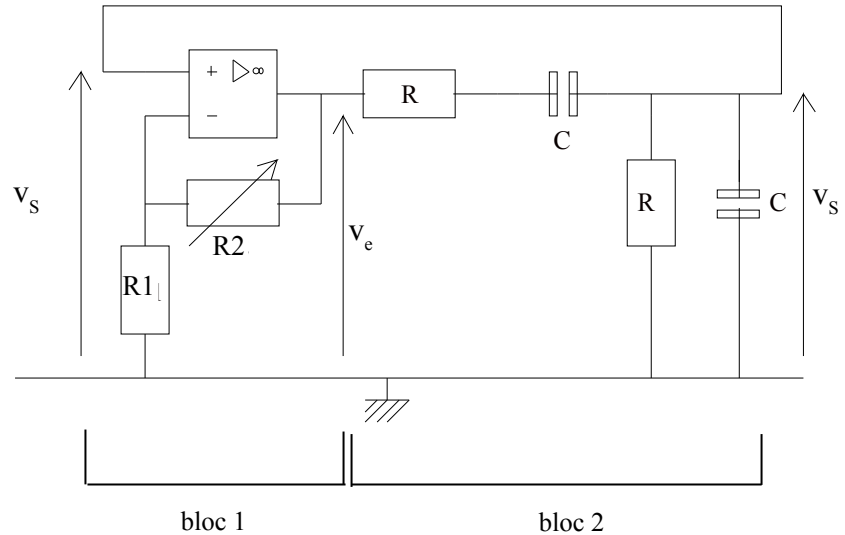 + ▷ ∞
−
R
C
R
C
v_S
v_S
R2
v_e
R1
bloc 1
bloc 2